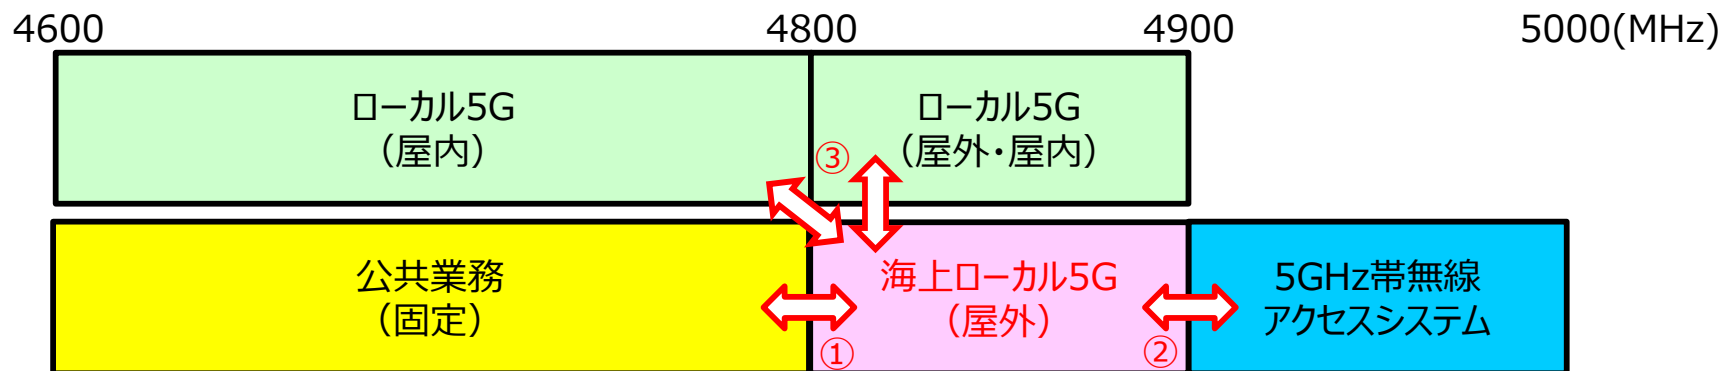 4600 4800 4900 5000(MHz)
ローカル5G
（屋内）
ローカル5G
（屋外・屋内）
③
公共業務
（固定）
①
海上ローカル5G
（屋外）
②
5GHz帯無線
アクセスシステム